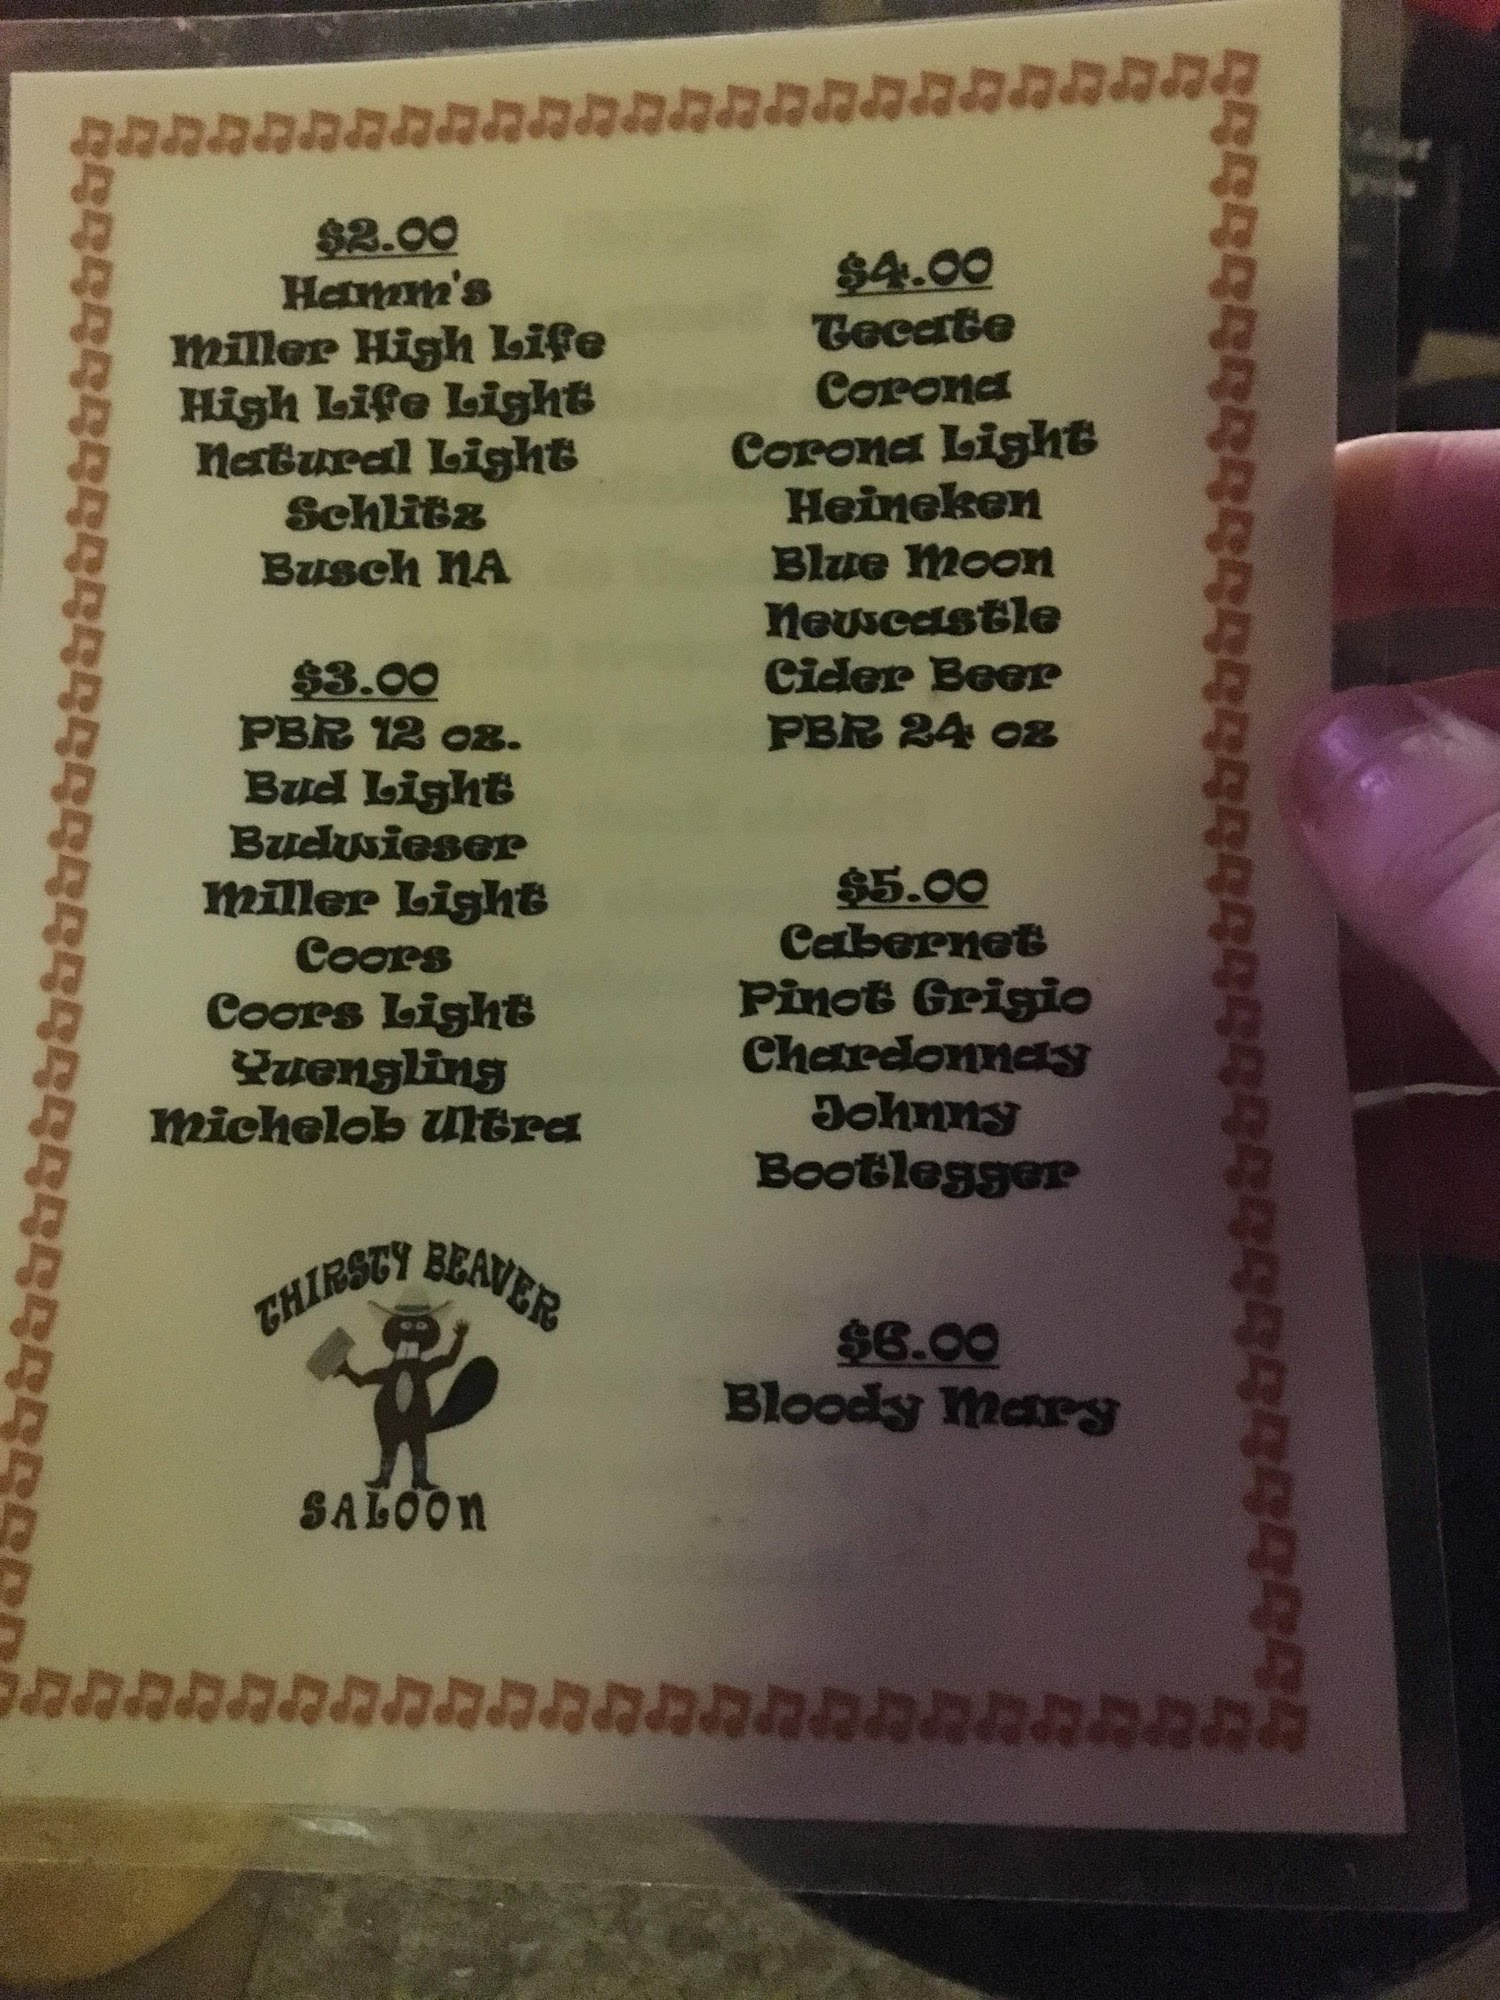 $2.00
Hamm's
Miller High Life
High Life Light
Natural Light
Schlitz
Busch NA
$3.00
PBR 12 oz.
Bud Light
Budwieser
Miller Light
Coors
Coors Light
Yuengling
Michelob Ultra
THIRSTY BEAVER
SALOON
$4.00
Tecate
Corona
Corona Light
Heineken
Blue Moon
Newcastle
Cider Beer
PBR 24 oz
$5.00
Cabernet
Pinot Grigio
Chardonnay
Johnny
Bootlegger
$6.00
Bloody Mary